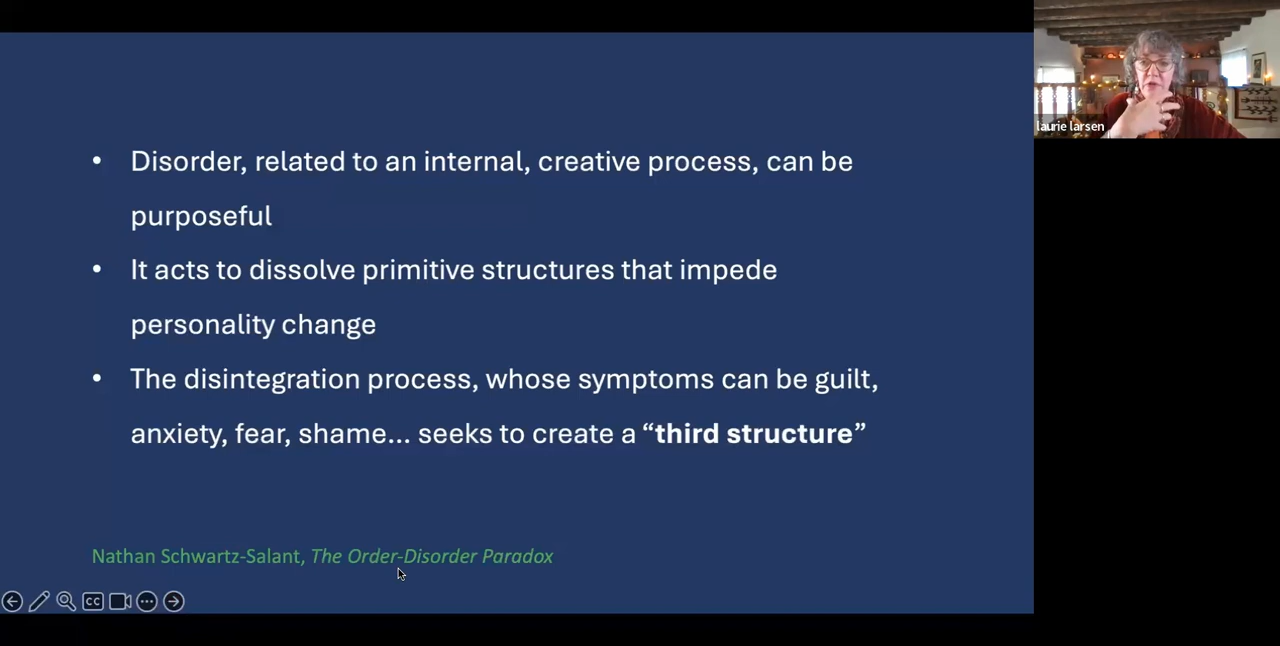 • Disorder, related to an internal, creative process, can be
purposeful
• It acts to dissolve primitive structures that impede
personality change
• The disintegration process, whose symptoms can be guilt,
anxiety, fear, shame... seeks to create a “third structure”
Nathan Schwartz-Salant, The Order-Disorder Paradox
CC
laurie larsen